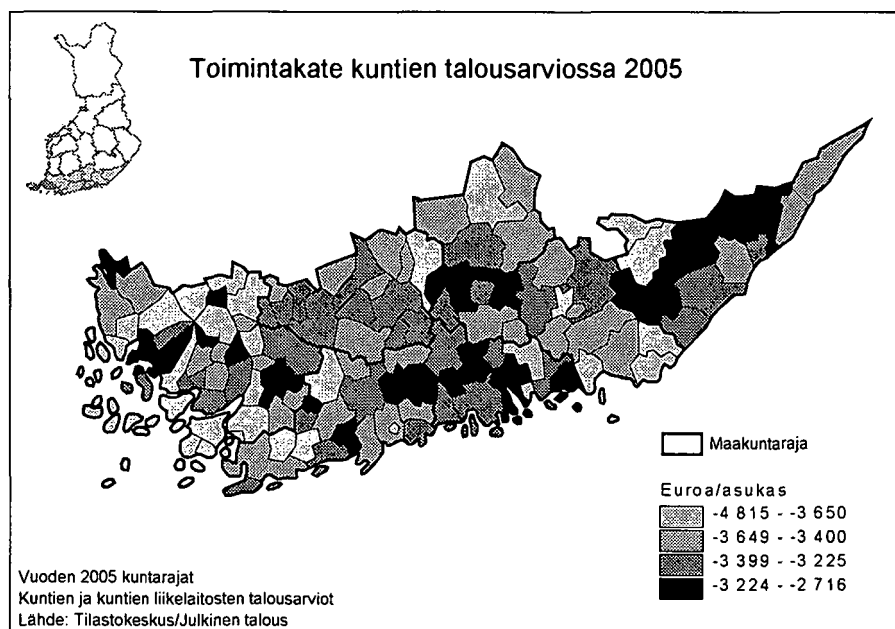 Toimintakate kuntien talousarviossa 2005
Maakuntaraja
Euroa/asukas
-4 815 - -3 650
-3 649 - -3 400
-3 399 - -3 225
-3 224 - -2 716
Vuoden 2005 kuntarajat
Kuntien ja kuntien liikelaitosten talousarviot
Lähde: Tilastokeskus/Julkinen talous